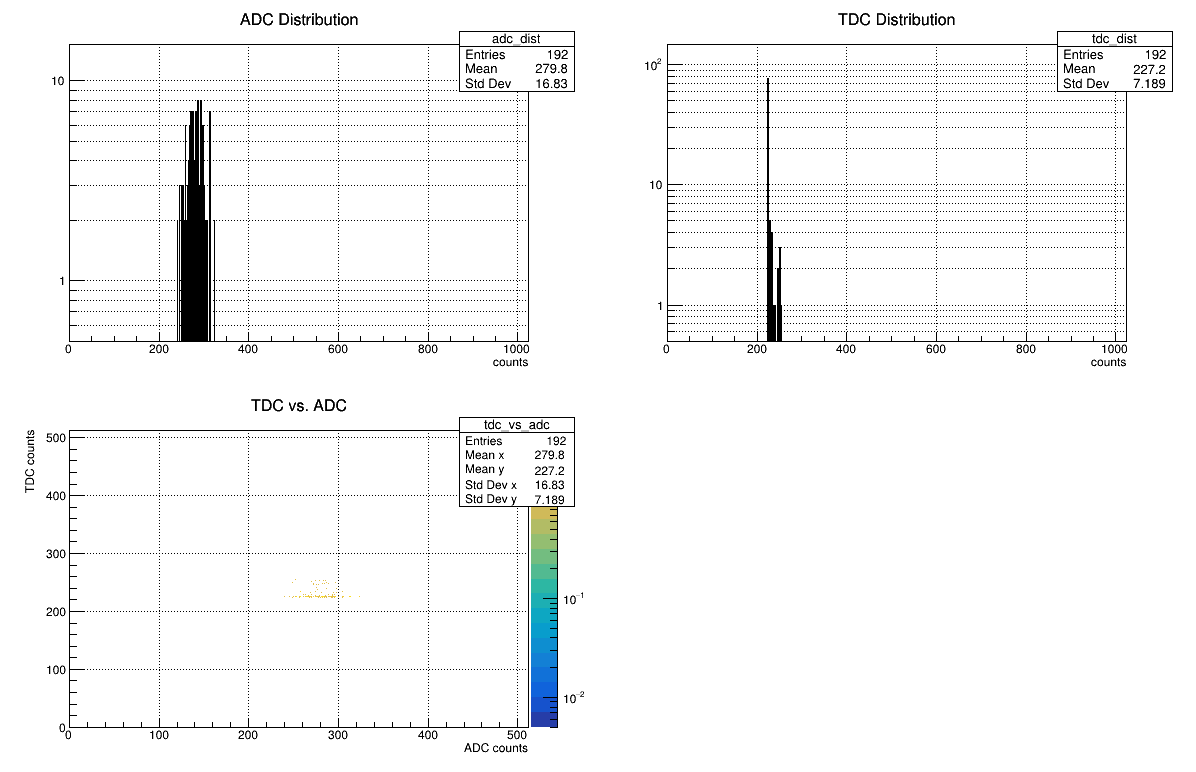 ADC Distribution
adc_dist
Entries 192
Mean 279.8
Std Dev 16.83
10
1
0 200 400 600 800 1000
counts
TDC Distribution
tdc_dist
Entries 192
Mean 227.2
Std Dev 7.189
10²
10
1
0 200 400 600 800 1000
counts
TDC vs. ADC
tdc_vs_adc
Entries 192
Mean x 279.8
Mean y 227.2
Std Dev x 16.83
Std Dev y 7.189
TDC counts
500
400
300
200
100
0
0 100 200 300 400 500
ADC counts
10⁻¹
10⁻²